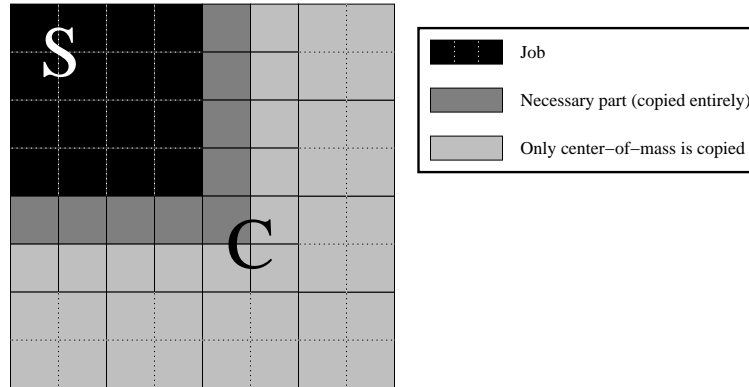 S
C
Job
Necessary part (copied entirely)
Only center−of−mass is copied